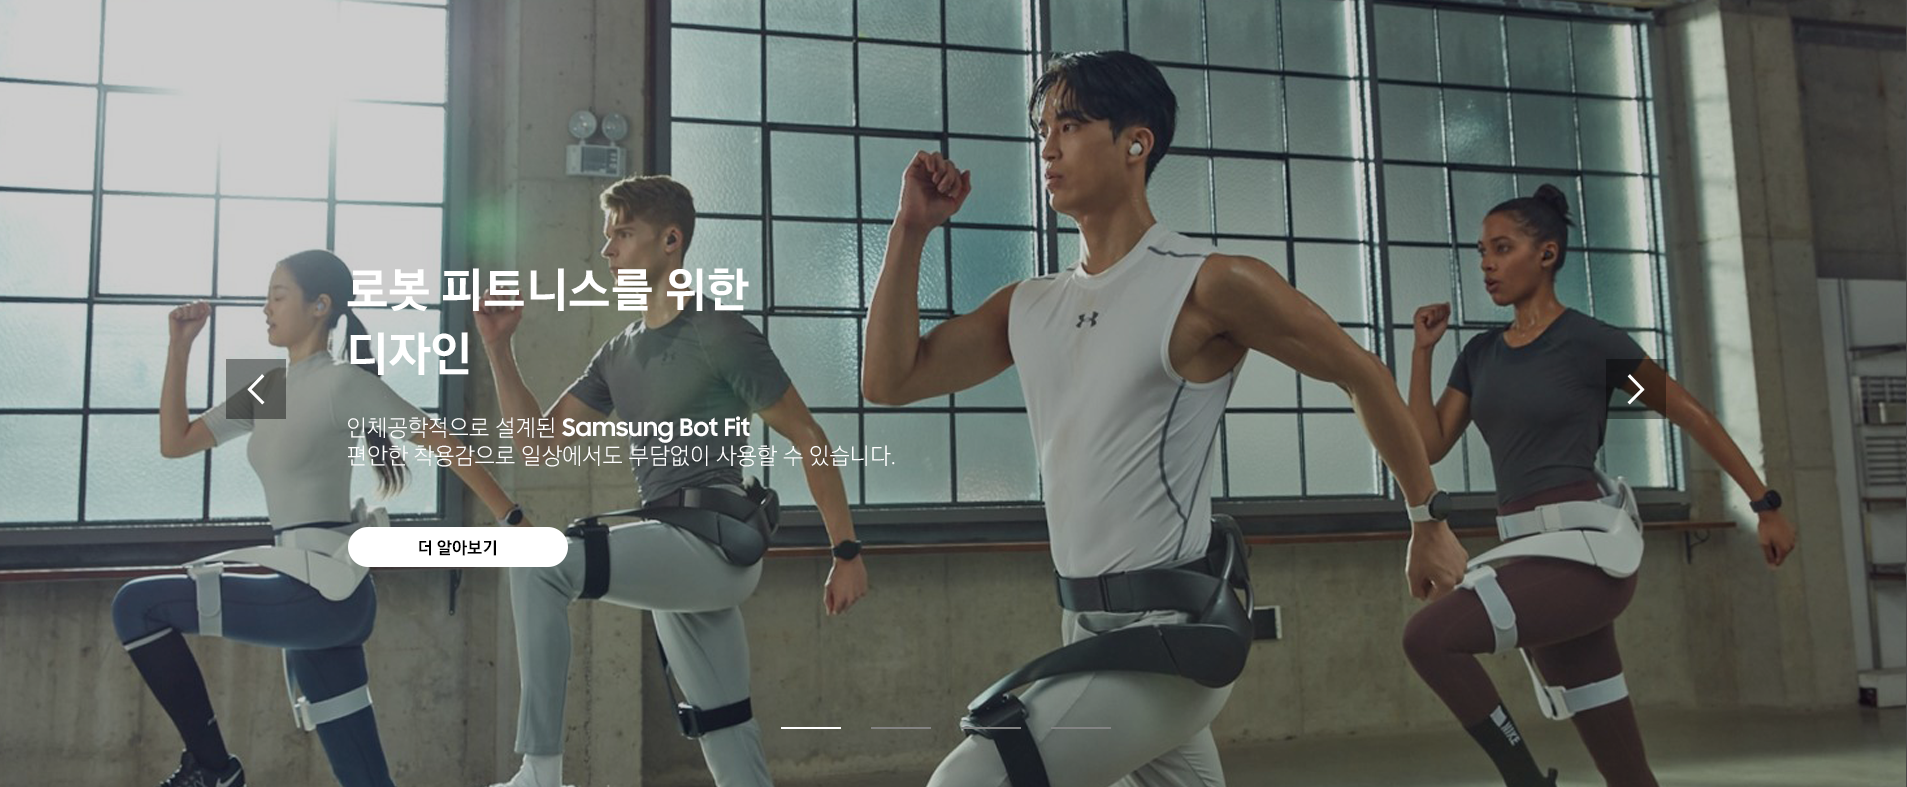 로봇 피트니스를 위한
디자인
인체공학적으로 설계된 Samsung Bot Fit
편안한 착용감으로 일상에서도 부담없이 사용할 수 있습니다.
더 알아보기
NIKE